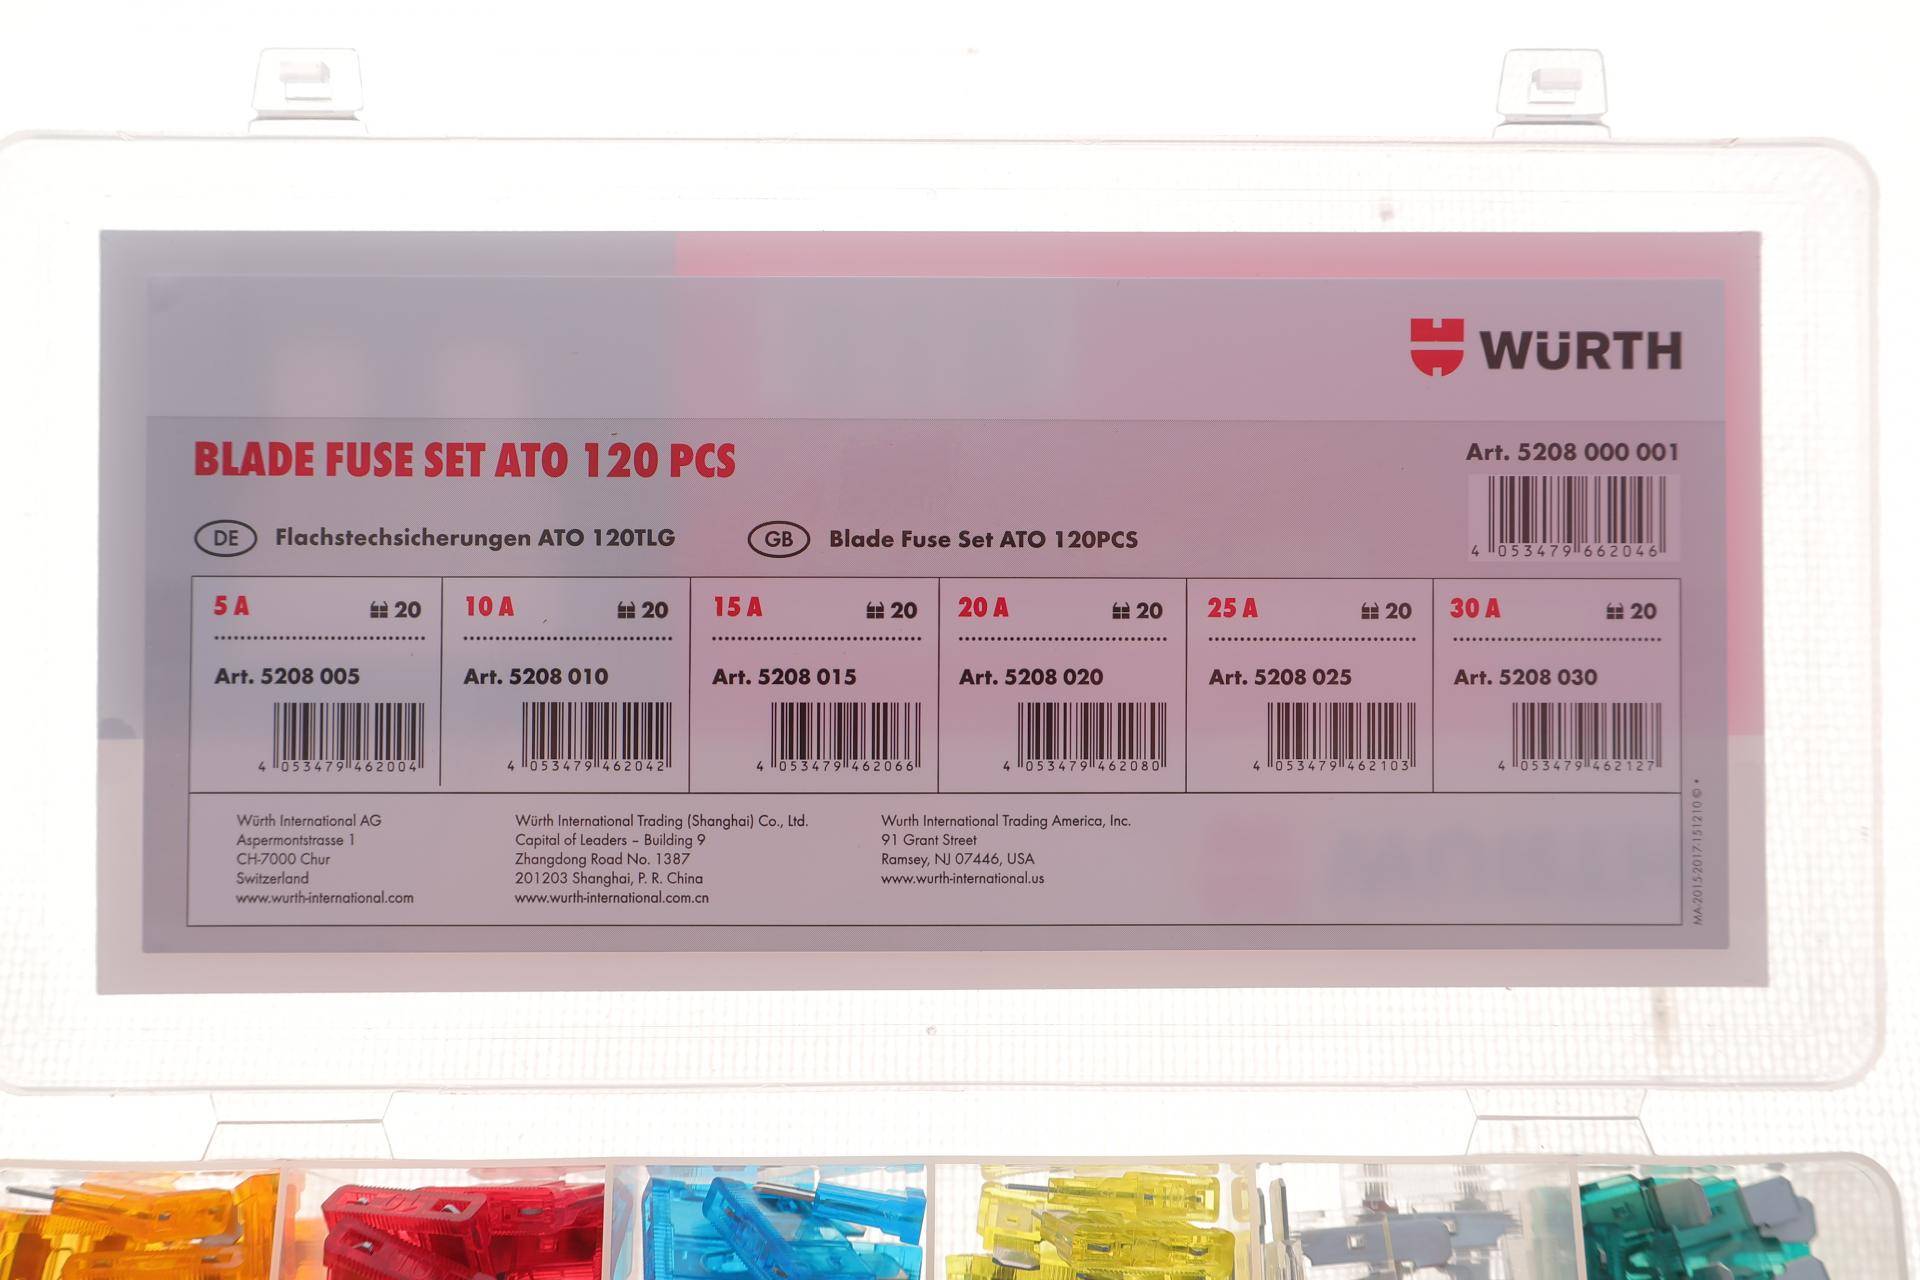 WÜRTH
BLADE FUSE SET ATO 120 PCS
Art. 5208 000 001
4 053479 662046
DE Flachstechsicherungen ATO 120TLG
GB Blade Fuse Set ATO 120PCS
5 A 20
Art. 5208 005
4 053479 462004
10 A 20
Art. 5208 010
4 053479 462042
15 A 20
Art. 5208 015
4 053479 462066
20 A 20
Art. 5208 020
4 053479 462080
25 A 20
Art. 5208 025
4 053479 462103
30 A 20
Art. 5208 030
4 053479 462127
Würth International AG
Aspermontstrasse 1
CH-7000 Chur
Switzerland
www.wurth-international.com
Würth International Trading (Shanghai) Co., Ltd.
Capital of Leaders – Building 9
Zhangdong Road No. 1387
201203 Shanghai, P. R. China
www.wurth-international.com.cn
Wurth International Trading America, Inc.
91 Grant Street
Ramsey, NJ 07446, USA
www.wurth-international.us
MA-2015-2017-151210 © •
10